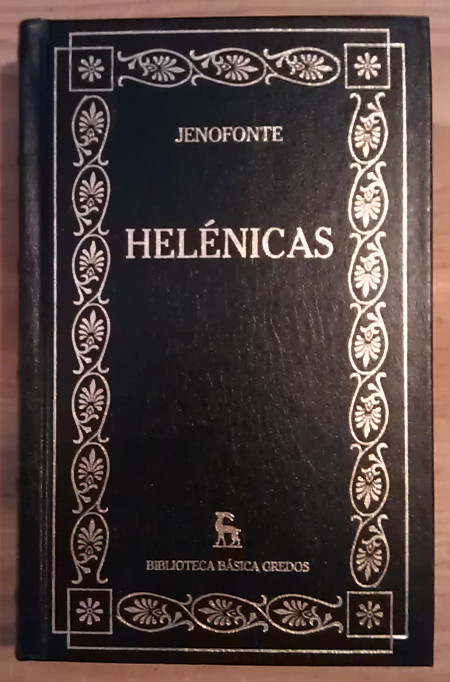 JENOFONTE
HELÉNICAS
BIBLIOTECA BÁSICA GREDOS